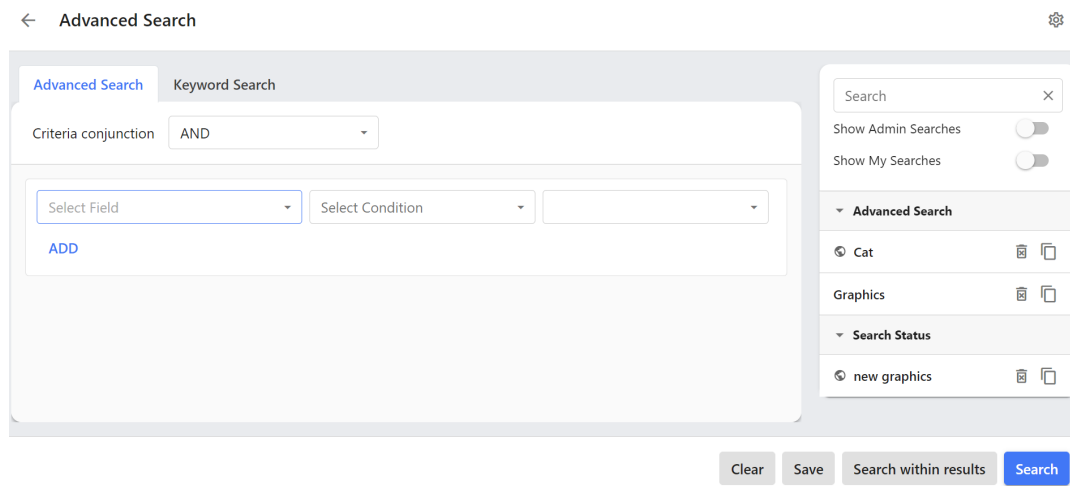 Advanced Search
Advanced Search Keyword Search
Criteria conjunction AND
Select Field Select Condition
ADD
Search
Show Admin Searches
Show My Searches
Advanced Search
Cat
Graphics
Search Status
new graphics
Clear Save Search within results Search